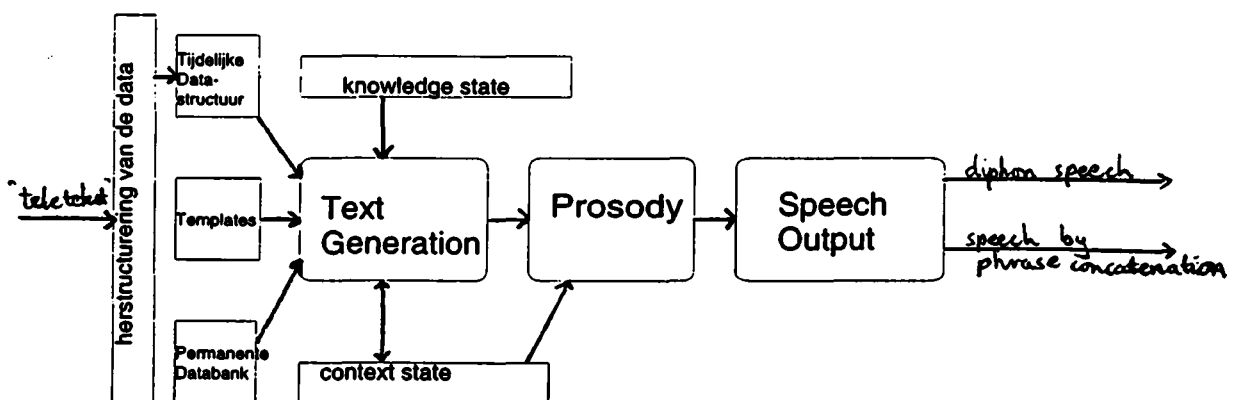 "teletekst"
herstructurering van de data
Tijdelijke
Data-
structuur
Templates
Permanente
Databank
knowledge state
Text
Generation
context state
Prosody
Speech
Output
diphon speech
speech by
phrase concatenation